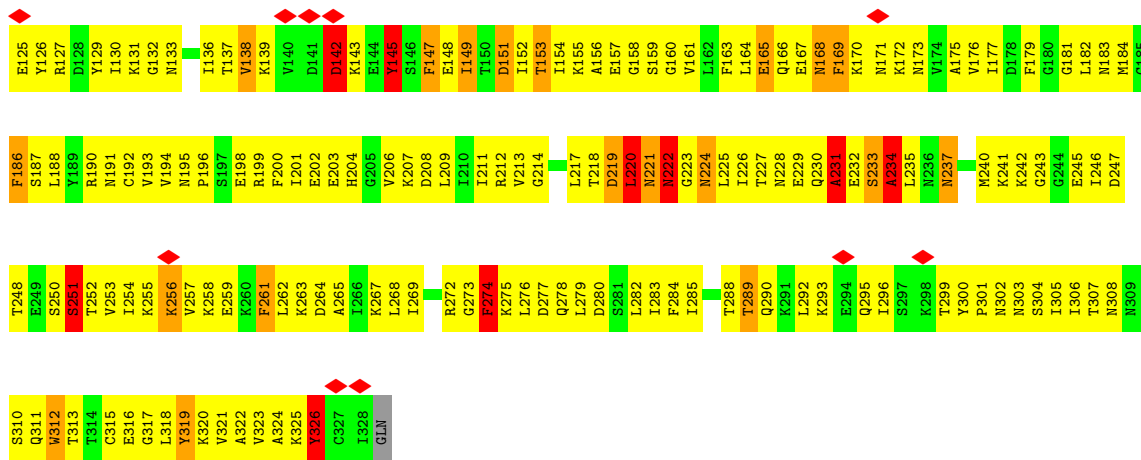 E125 Y126 R127 D128 Y129 I130 K131 G132 N133 I136 T137 V138 K139 V140 D141 D142 K143 E144 Y145 S146 F147 E148 I149 T150 D151 I152 T153 I154 K155 A156 E157 G158 S159 G160 V161 L162 F163 L164 E165 Q166 E167 N168 F169 K170 N171 K172 N173 V174 A175 V176 I177 D178 F179 G180 G181 L182 N183 M184 G185
F186 S187 L188 Y189 R190 N191 C192 V193 V194 N195 P196 S197 E198 R199 F200 I201 E202 E203 H204 G205 V206 K207 D208 L209 I210 I211 R212 V213 G214 L217 T218 D219 L220 N221 N222 G223 N224 L225 I226 T227 N228 E229 Q230 A231 E232 S233 A234 L235 N236 N237 M240 K241 K242 G243 G244 E245 I246 D247
T248 E249 S250 S251 T252 V253 I254 K255 K256 V257 K258 E259 K260 F261 L262 K263 D264 A265 I266 K267 L268 I269 R272 G273 F274 K275 L276 D277 Q278 L279 D280 S281 L282 I283 F284 I285 T288 T289 Q290 K291 L292 K293 E294 Q295 I296 S297 K298 T299 Y300 P301 N302 N303 S304 I305 I306 T307 N308 N309
S310 Q311 W312 T313 T314 C315 E316 G317 L318 Y319 K320 V321 A322 V323 A324 K325 Y326 C327 I328 GLN